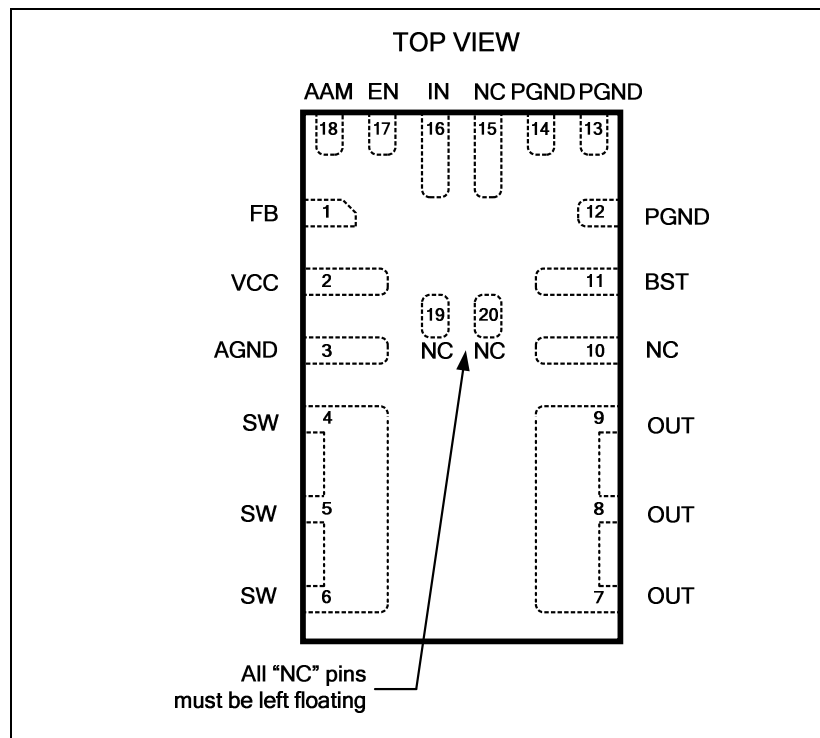 TOP VIEW
AAM EN IN NC PGND PGND
18 17 16 15 14 13
FB 1 12 PGND
VCC 2 11 BST
19 20
AGND 3 NC NC 10 NC
SW 4 9 OUT
SW 5 8 OUT
SW 6 7 OUT
All “NC” pins
must be left floating